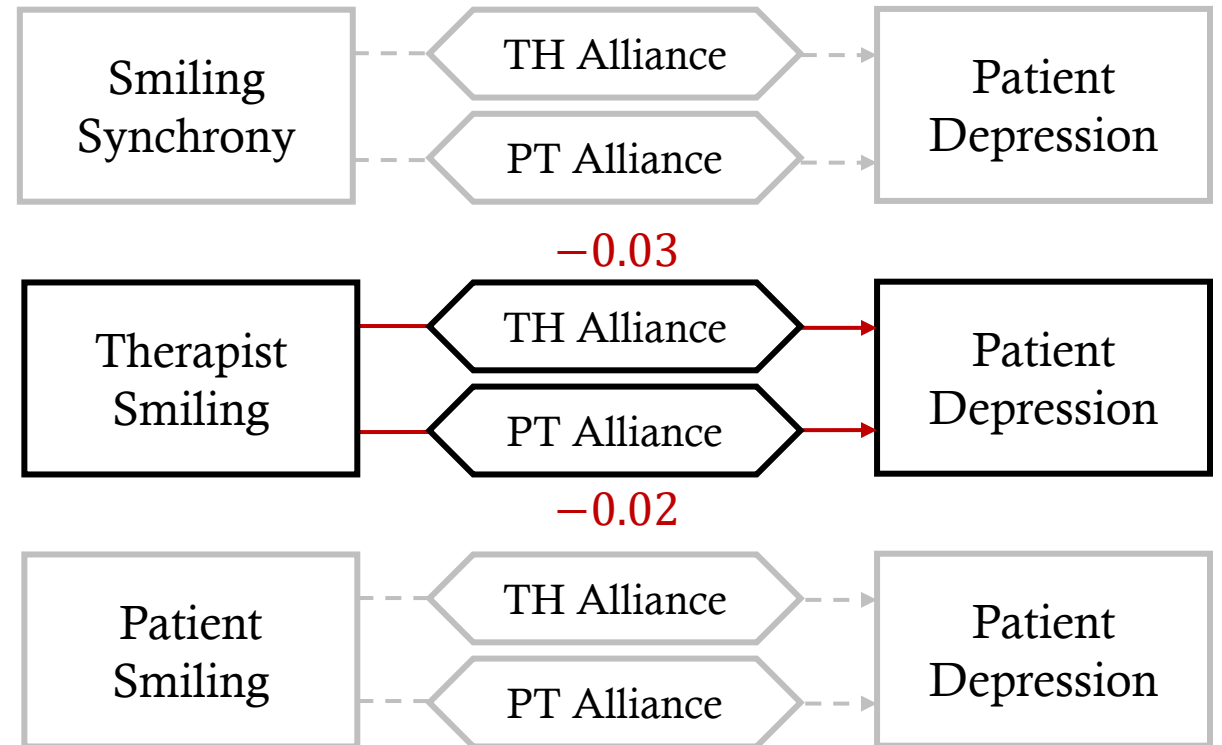 Smiling
Synchrony
TH Alliance
PT Alliance
Patient
Depression
−0.03
Therapist
Smiling
TH Alliance
PT Alliance
Patient
Depression
−0.02
Patient
Smiling
TH Alliance
PT Alliance
Patient
Depression